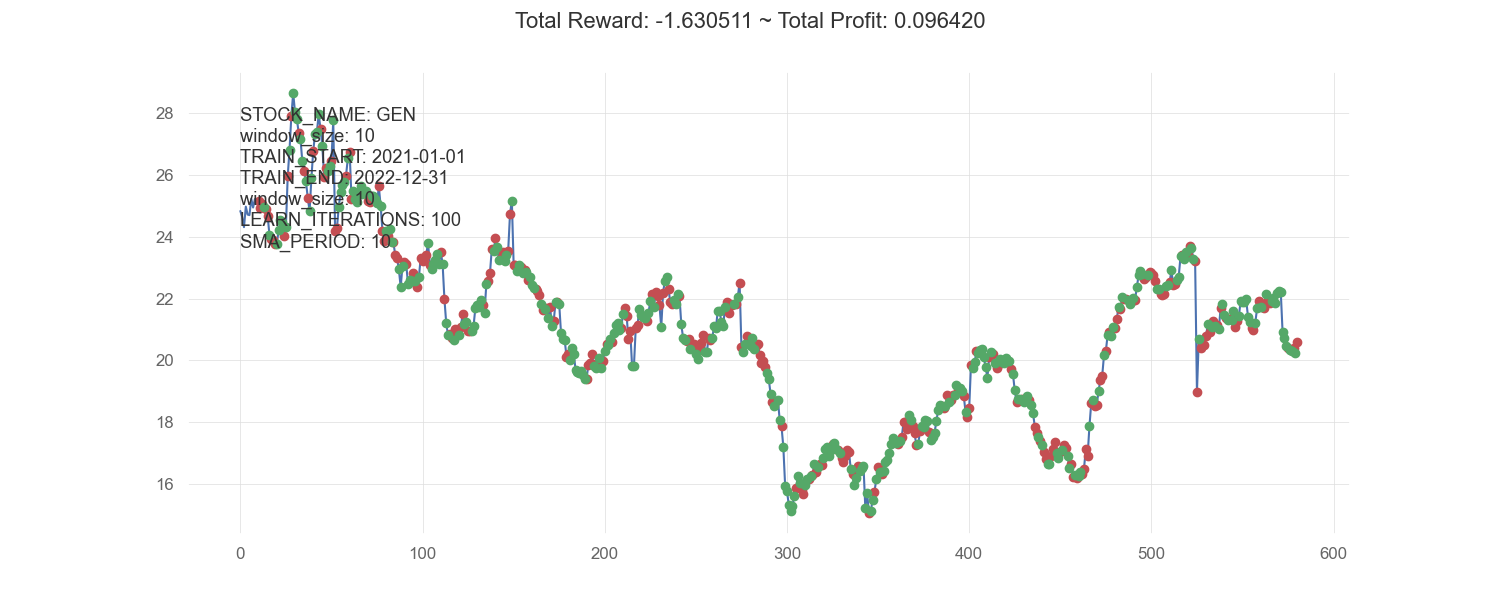 Total Reward: -1.630511 ~ Total Profit: 0.096420
28
26
24
22
20
18
16
STOCK_NAME: GEN
window_size: 10
TRAIN_START: 2021-01-01
TRAIN_END: 2022-12-31
window_size: 10
LEARN_ITERATIONS: 100
SMA_PERIOD: 10
0
100
200
300
400
500
600